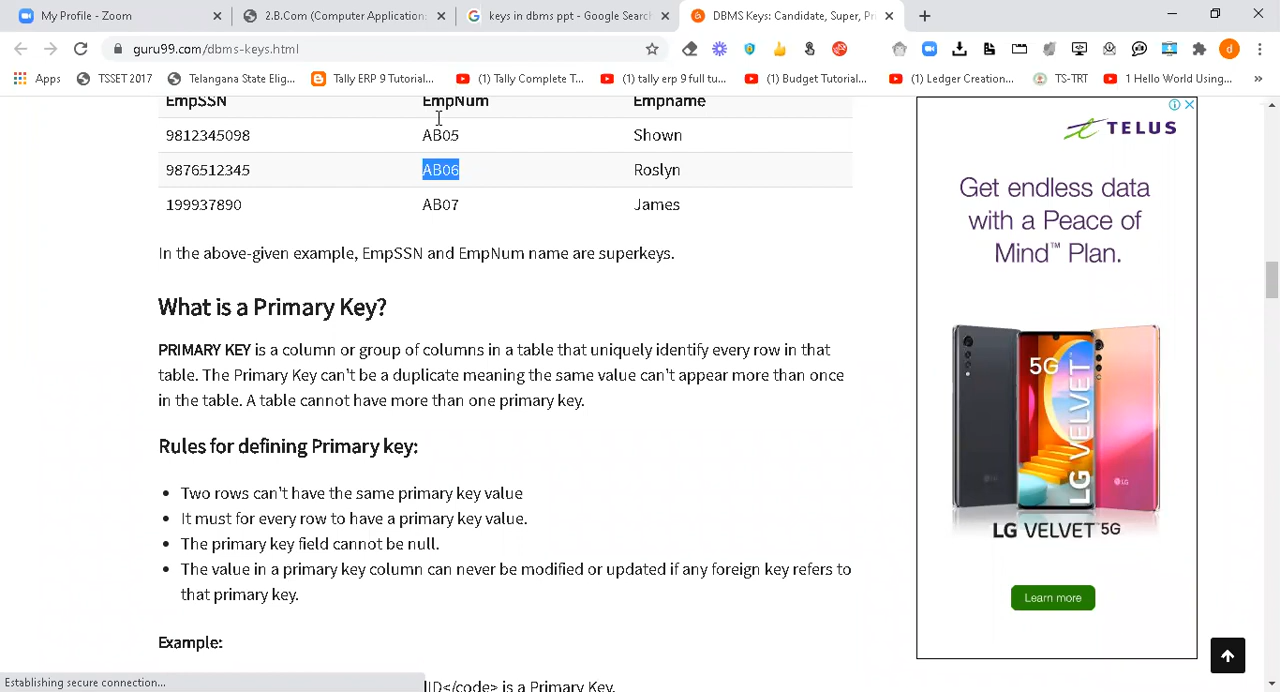 My Profile - Zoom
2.B.Com (Computer Application
keys in dbms ppt - Google Search
DBMS Keys: Candidate, Super, Pri
guru99.com/dbms-keys.html
d
Apps
TSSET 2017
Telangana State Elig...
Tally ERP 9 Tutorial...
(1) Tally Complete T...
(1) tally erp 9 full tu...
(1) Budget Tutorial...
(1) Ledger Creation...
TS-TRT
1 Hello World Using...
»
EmpSSN EmpNum Empname
9812345098 AB05 Shown
9876512345 AB06 Roslyn
199937890 AB07 James
In the above-given example, EmpSSN and EmpNum name are superkeys.
What is a Primary Key?
PRIMARY KEY is a column or group of columns in a table that uniquely identify every row in that
table. The Primary Key can't be a duplicate meaning the same value can't appear more than once
in the table. A table cannot have more than one primary key.
Rules for defining Primary key:
Two rows can't have the same primary key value
It must for every row to have a primary key value.
The primary key field cannot be null.
The value in a primary key column can never be modified or updated if any foreign key refers to
that primary key.
Example:
ID</code> is a Primary Key.
Establishing secure connection...
TELUS
Get endless data
with a Peace of
Mind™ Plan.
5G
LG VELVET
LG
LG VELVET™5G
Learn more